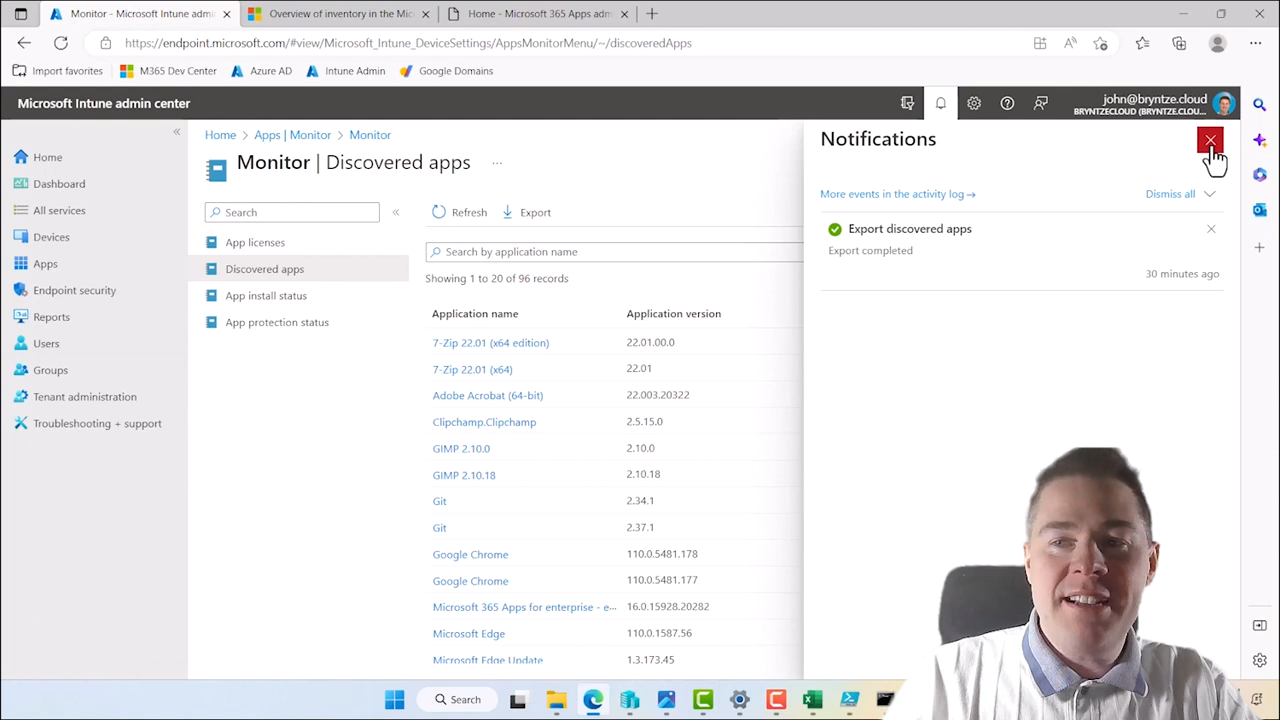 Monitor - Microsoft Intune admin
Overview of inventory in the Mic
Home - Microsoft 365 Apps adm
https://endpoint.microsoft.com/#view/Microsoft_Intune_DeviceSettings/AppsMonitorMenu/~/discoveredApps
Import favorites
M365 Dev Center
Azure AD
Intune Admin
Google Domains
Microsoft Intune admin center
john@bryntze.cloud
BRYNTZECLOUD (BRYNTZE.CLOU...
Home > Apps | Monitor > Monitor
Monitor | Discovered apps
Search
Refresh
Export
Search by application name
Showing 1 to 20 of 96 records
Home
Dashboard
All services
Devices
Apps
Endpoint security
Reports
Users
Groups
Tenant administration
Troubleshooting + support
App licenses
Discovered apps
App install status
App protection status
Application name
Application version
7-Zip 22.01 (x64 edition)
22.01.00.0
7-Zip 22.01 (x64)
22.01
Adobe Acrobat (64-bit)
22.003.20322
Clipchamp.Clipchamp
2.5.15.0
GIMP 2.10.0
2.10.0
GIMP 2.10.18
2.10.18
Git
2.34.1
Git
2.37.1
Google Chrome
110.0.5481.178
Google Chrome
110.0.5481.177
Microsoft 365 Apps for enterprise - e...
16.0.15928.20282
Microsoft Edge
110.0.1587.56
Microsoft Edge Update
1.3.173.45
Notifications
More events in the activity log →
Dismiss all
Export discovered apps
Export completed
30 minutes ago
Search